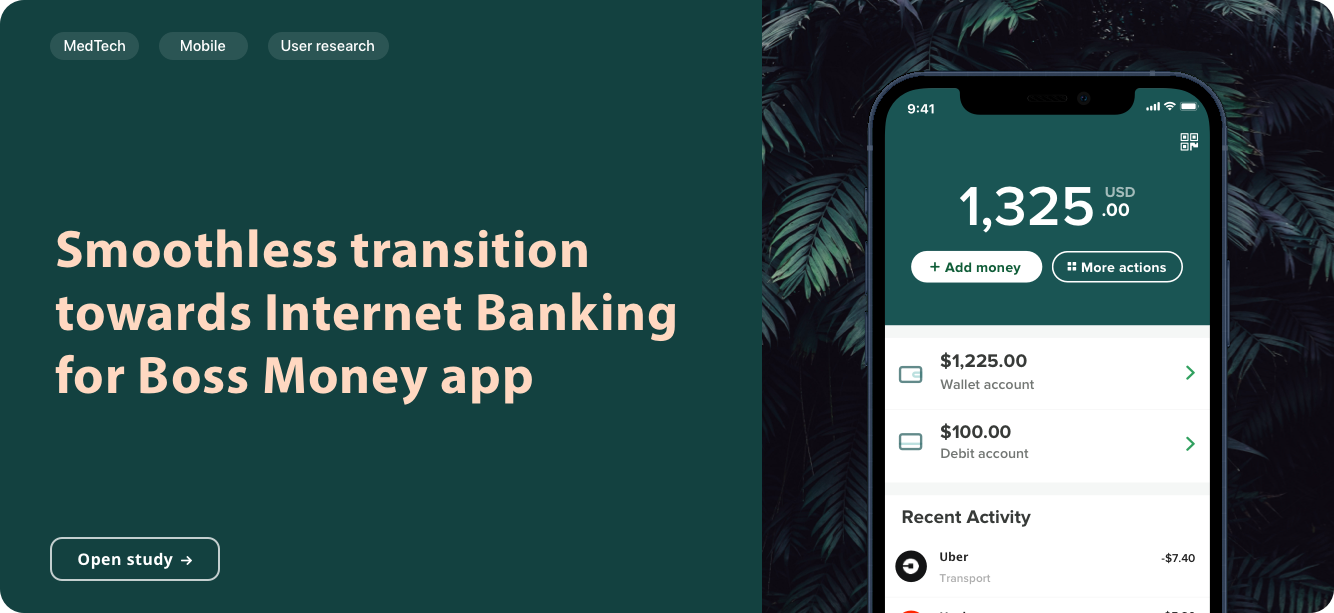 MedTech
Mobile
User research
Smoothless transition
towards Internet Banking
for Boss Money app
Open study →
9:41
1,325 USD
.00
+ Add money
More actions
$1,225.00
Wallet account
$100.00
Debit account
Recent Activity
Uber -$7.40
Transport